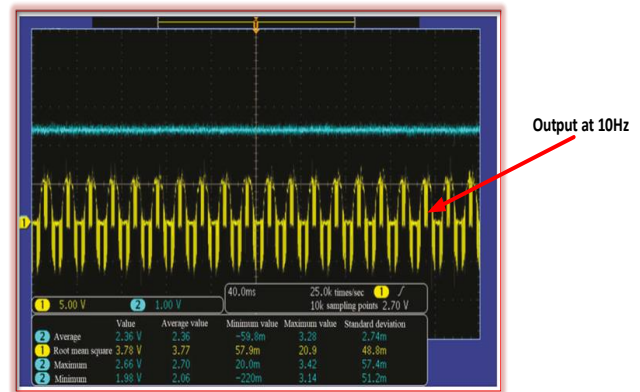 Output at 10Hz
1
40.0ms 25.0k times/sec 1
10k sampling points 2.70 V
1 5.00 V 2 1.00 V
Value Average value Minimum value Maximum value Standard deviation
2 Average 2.36 V 2.36 −59.8m 3.28 2.74m
1 Root mean square 3.78 V 3.77 57.9m 20.9 48.8m
2 Maximum 2.66 V 2.70 20.0m 3.42 57.4m
2 Minimum 1.98 V 2.06 −220m 3.14 51.2m